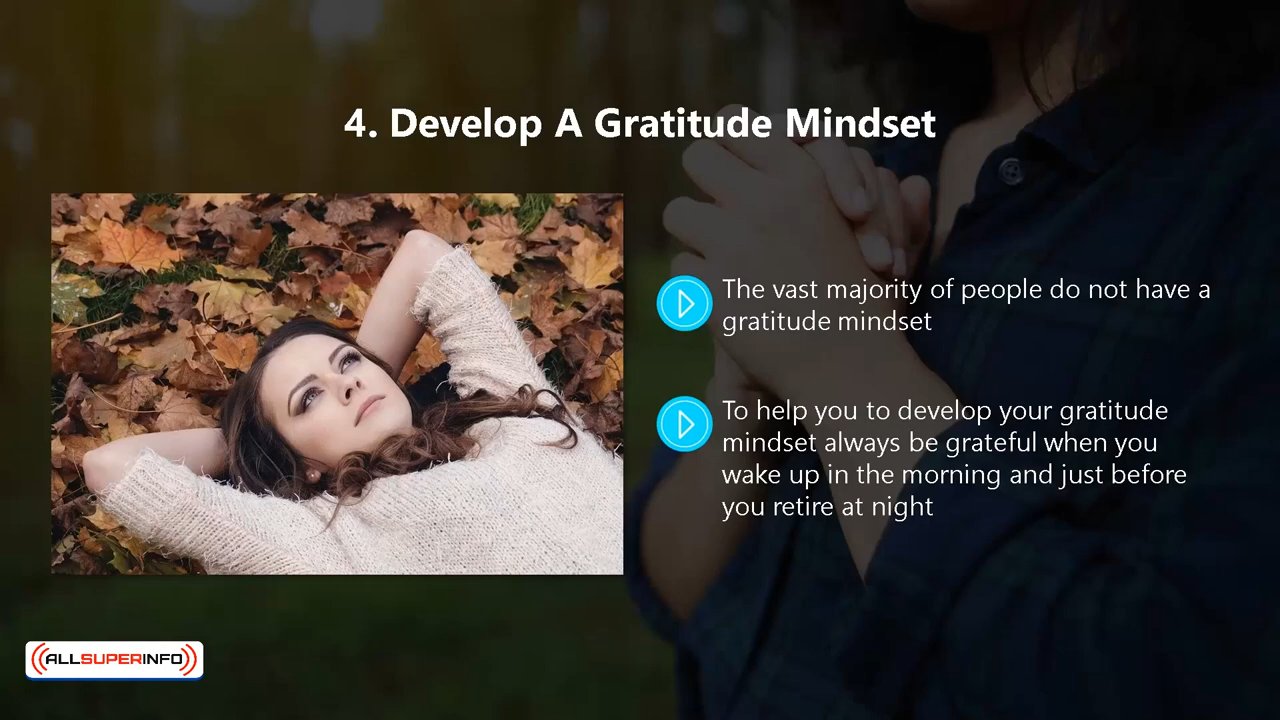 4. Develop A Gratitude Mindset
The vast majority of people do not have a
gratitude mindset
To help you to develop your gratitude
mindset always be grateful when you
wake up in the morning and just before
you retire at night
ALLSUPERINFO